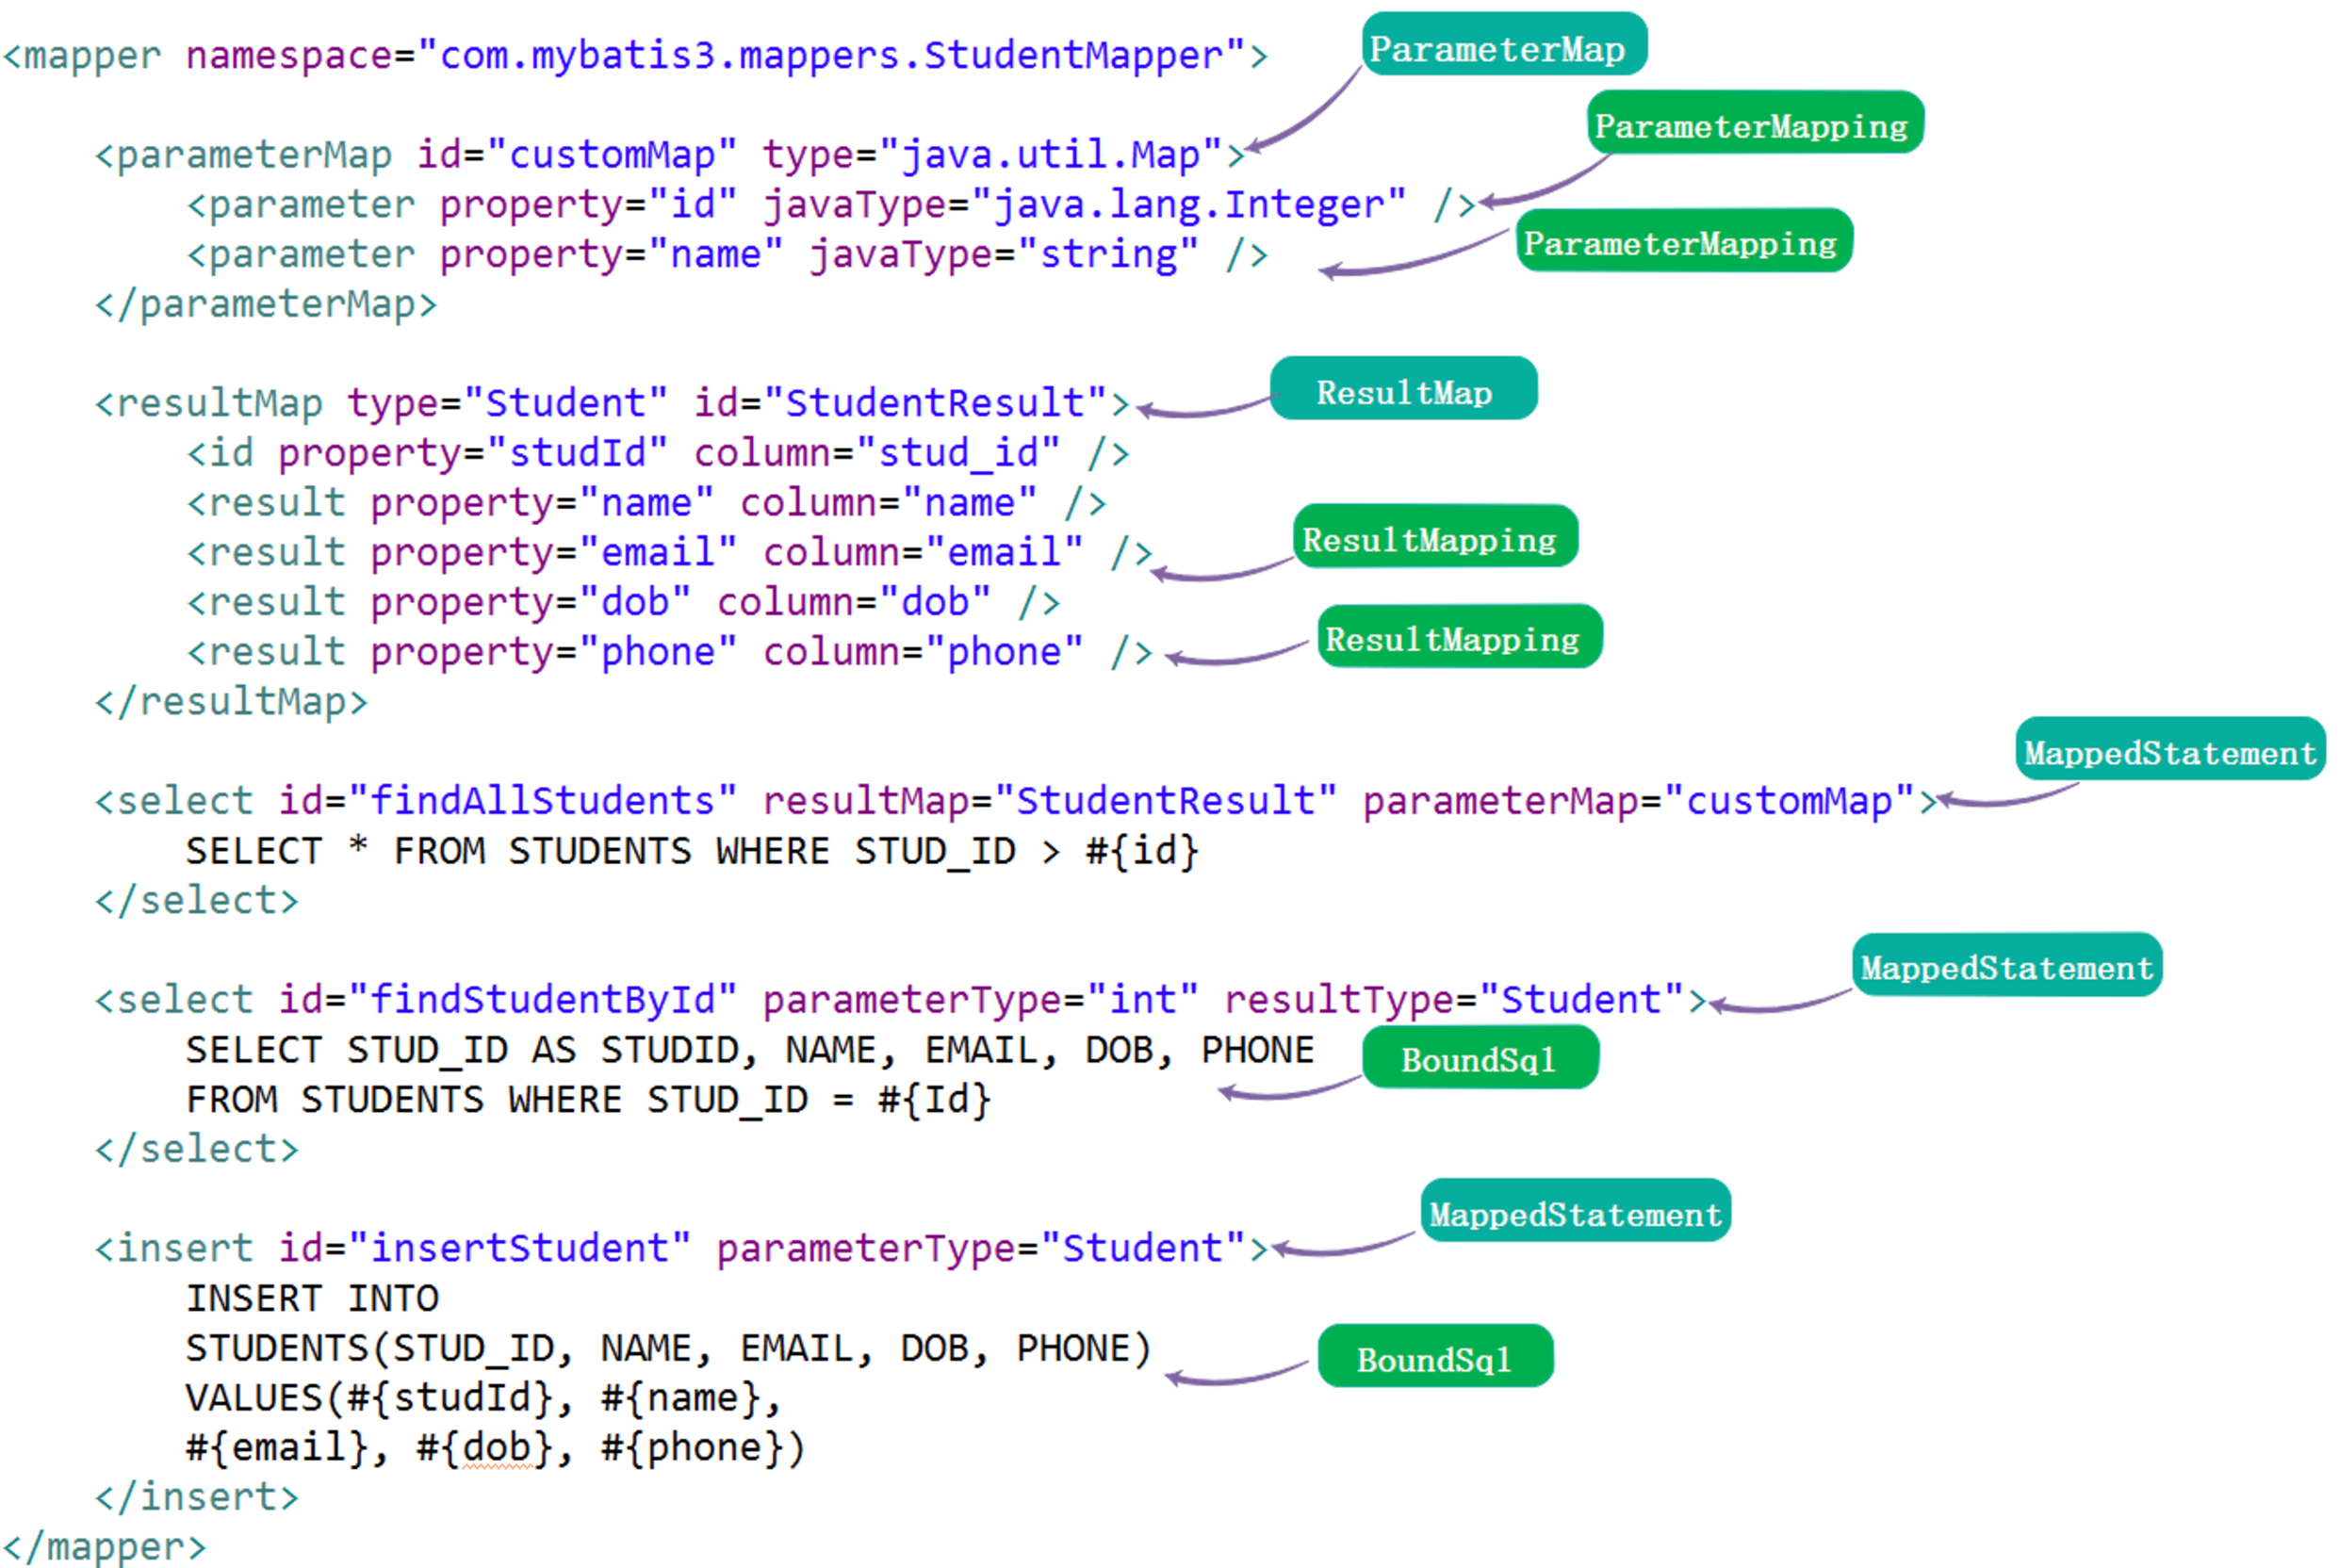 <mapper namespace="com.mybatis3.mappers.StudentMapper">
ParameterMap
ParameterMapping
<parameterMap id="customMap" type="java.util.Map">
<parameter property="id" javaType="java.lang.Integer" />
ParameterMapping
<parameter property="name" javaType="string" />
</parameterMap>
ResultMap
<resultMap type="Student" id="StudentResult">
<id property="studId" column="stud_id" />
<result property="name" column="name" />
ResultMapping
<result property="email" column="email" />
<result property="dob" column="dob" />
ResultMapping
<result property="phone" column="phone" />
</resultMap>
MappedStatement
<select id="findAllStudents" resultMap="StudentResult" parameterMap="customMap">
SELECT * FROM STUDENTS WHERE STUD_ID > #{id}
</select>
MappedStatement
<select id="findStudentById" parameterType="int" resultType="Student">
SELECT STUD_ID AS STUDID, NAME, EMAIL, DOB, PHONE
BoundSql
FROM STUDENTS WHERE STUD_ID = #{Id}
</select>
MappedStatement
<insert id="insertStudent" parameterType="Student">
INSERT INTO
STUDENTS(STUD_ID, NAME, EMAIL, DOB, PHONE)
BoundSql
VALUES(#{studId}, #{name},
#{email}, #{dob}, #{phone})
</insert>
</mapper>